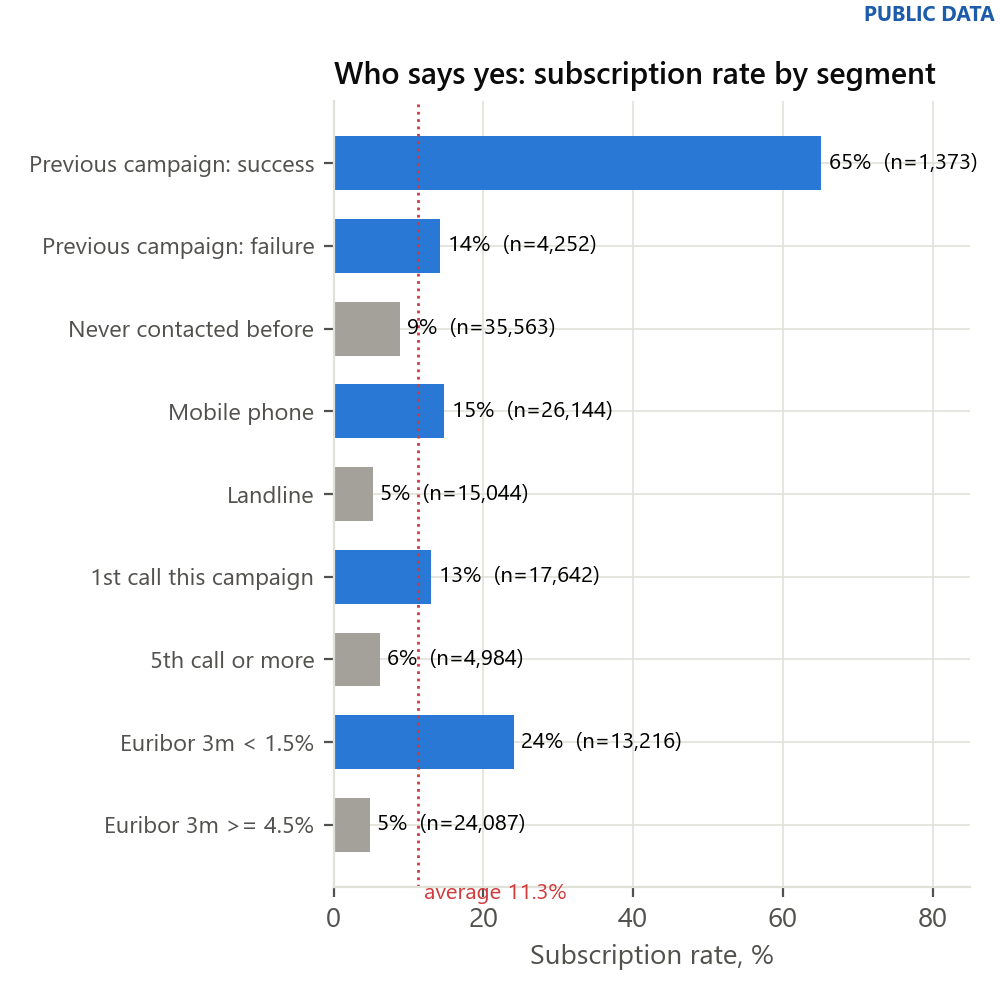 PUBLIC DATA
Who says yes: subscription rate by segment
Previous campaign: success 65% (n=1,373)
Previous campaign: failure 14% (n=4,252)
Never contacted before 9% (n=35,563)
Mobile phone 15% (n=26,144)
Landline 5% (n=15,044)
1st call this campaign 13% (n=17,642)
5th call or more 6% (n=4,984)
Euribor 3m < 1.5% 24% (n=13,216)
Euribor 3m >= 4.5% 5% (n=24,087)
average 11.3%
0 20 40 60 80
Subscription rate, %